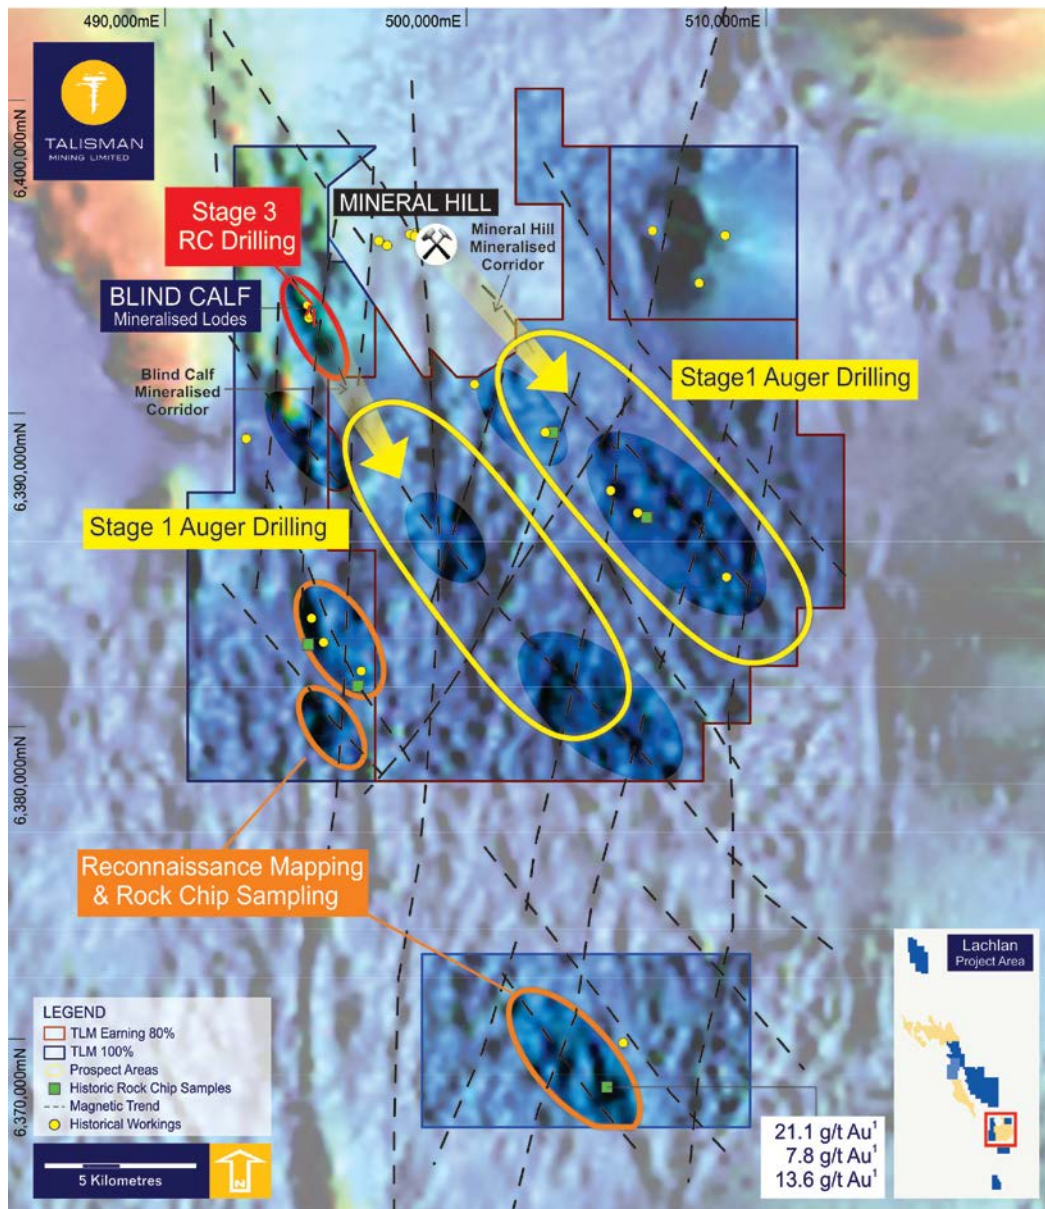 490,000mE
500,000mE
510,000mE
6,400,000mN
6,390,000mN
6,380,000mN
6,370,000mN
TALISMAN
MINING LIMITED
Stage 3
RC Drilling
MINERAL HILL
Mineral Hill
Mineralised
Corridor
BLIND CALF
Mineralised Lodes
Blind Calf
Mineralised
Corridor
Stage1 Auger Drilling
Stage 1 Auger Drilling
Reconnaissance Mapping
& Rock Chip Sampling
LEGEND
TLM Earning 80%
TLM 100%
Prospect Areas
Historic Rock Chip Samples
Magnetic Trend
Historical Workings
5 Kilometres
N
21.1 g/t Au¹
7.8 g/t Au¹
13.6 g/t Au¹
Lachlan
Project Area